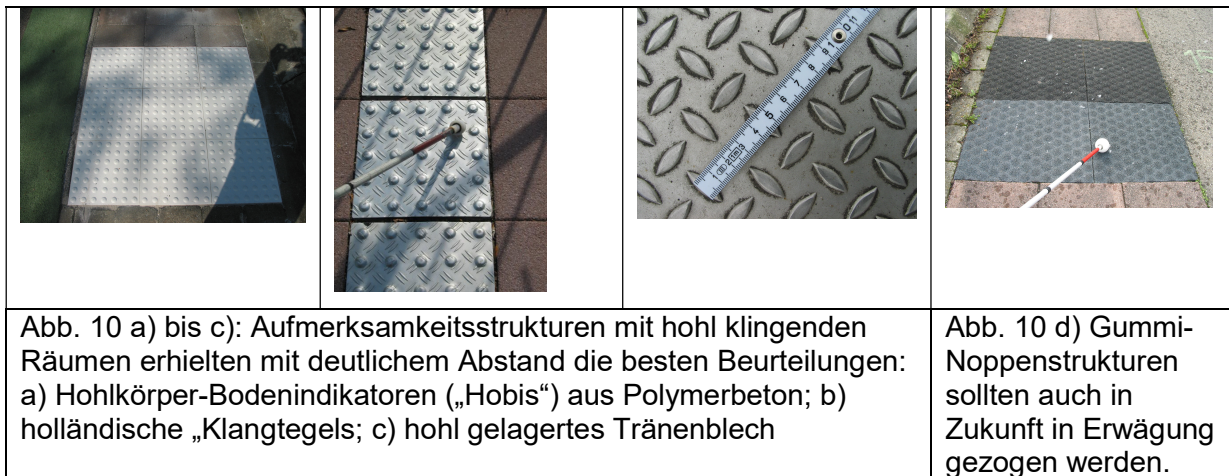 Abb. 10 a) bis c): Aufmerksamkeitsstrukturen mit hohl klingenden
Räumen erhielten mit deutlichem Abstand die besten Beurteilungen:
a) Hohlkörper-Bodenindikatoren („Hobis“) aus Polymerbeton; b)
holländische „Klangtegels; c) hohl gelagertes Tränenblech
Abb. 10 d) Gummi-
Noppenstrukturen
sollten auch in
Zukunft in Erwägung
gezogen werden.